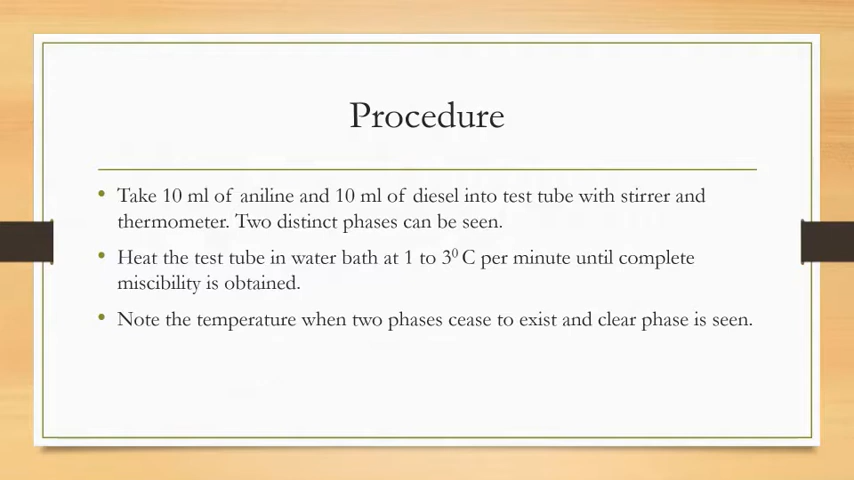 Procedure
• Take 10 ml of aniline and 10 ml of diesel into test tube with stirrer and
thermometer. Two distinct phases can be seen.
• Heat the test tube in water bath at 1 to 3⁰ C per minute until complete
miscibility is obtained.
• Note the temperature when two phases cease to exist and clear phase is seen.